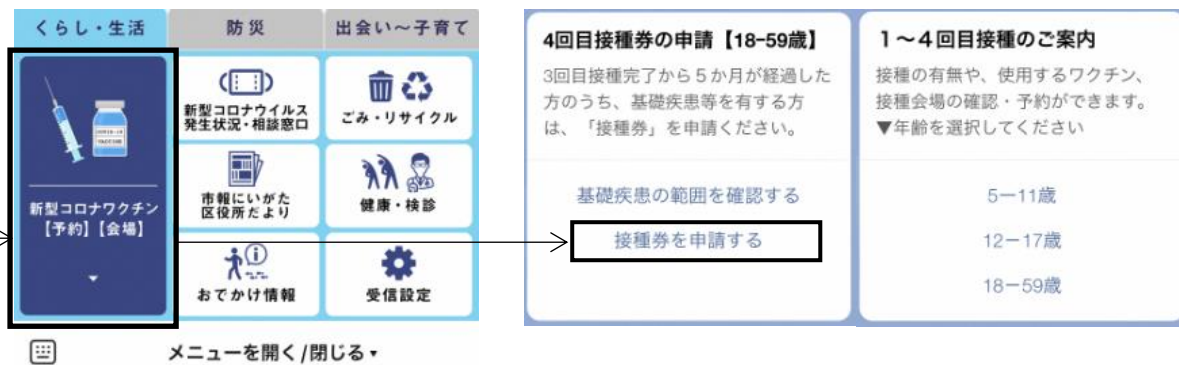 くらし・生活
防災
出会い～子育て
新型コロナワクチン
【予約】【会場】
新型コロナウイルス
発生状況・相談窓口
ごみ・リサイクル
市報にいがた
区役所だより
健康・検診
おでかけ情報
受信設定
メニューを開く/閉じる▾
4回目接種券の申請【18-59歳】
3回目接種完了から5か月が経過した
方のうち、基礎疾患等を有する方
は、「接種券」を申請ください。
基礎疾患の範囲を確認する
接種券を申請する
1～4回目接種のご案内
接種の有無や、使用するワクチン、
接種会場の確認・予約ができます。
▼年齢を選択してください
5ー11歳
12ー17歳
18ー59歳